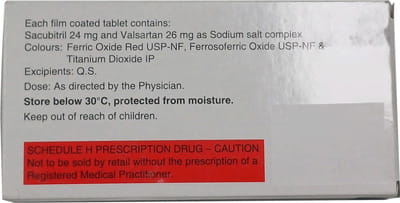 Each film coated tablet contains:
Sacubitril 24 mg and Valsartan 26 mg as Sodium salt complex
Colours: Ferric Oxide Red USP-NF, Ferrosoferric Oxide USP-NF &
Titanium Dioxide IP
Excipients: Q.S.
Dose: As directed by the Physician.
Store below 30°C, protected from moisture.
Keep out of reach of children.
SCHEDULE H PRESCRIPTION DRUG – CAUTION
Not to be sold by retail without the prescription of a
Registered Medical Practitioner.